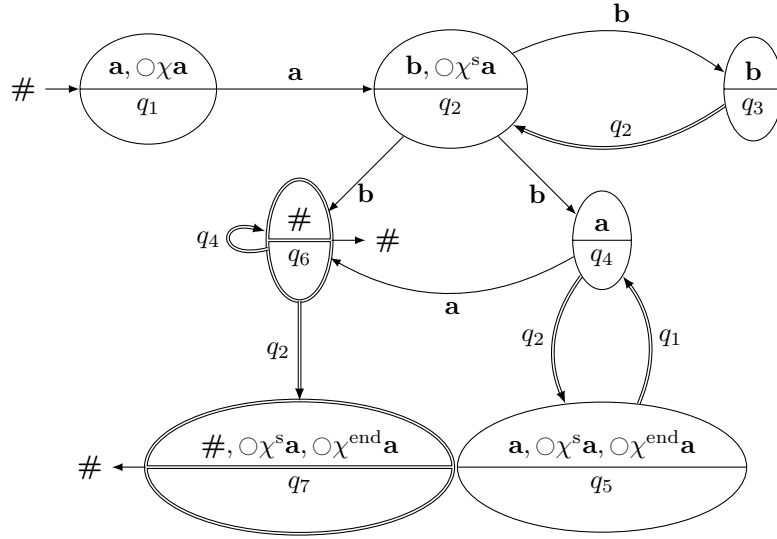 b
a, ○χa
a
b, ○χˢa
b
#
q₁
q₂
q₃
q₂
b
b
#
a
q₄
#
q₆
q₄
a
q₂
q₂
q₁
#, ○χˢa, ○χᵉⁿᵈa
a, ○χˢa, ○χᵉⁿᵈa
#
q₇
q₅